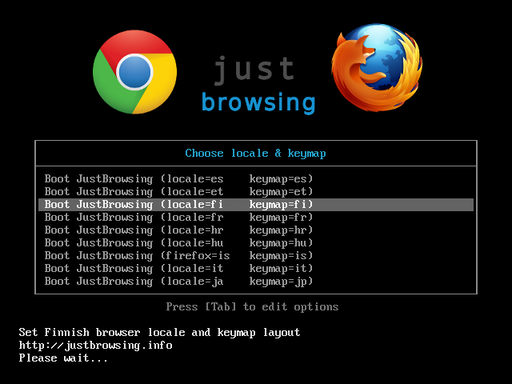 just
browsing
Choose locale & keymap
Boot JustBrowsing (locale=es keymap=es)
Boot JustBrowsing (locale=et keymap=et)
Boot JustBrowsing (locale=fi keymap=fi)
Boot JustBrowsing (locale=fr keymap=fr)
Boot JustBrowsing (locale=hr keymap=hr)
Boot JustBrowsing (locale=hu keymap=hu)
Boot JustBrowsing (firefox=is keymap=is)
Boot JustBrowsing (locale=it keymap=it)
Boot JustBrowsing (locale=ja keymap=jp)
Press [Tab] to edit options
Set Finnish browser locale and keymap layout
http://justbrowsing.info
Please wait...